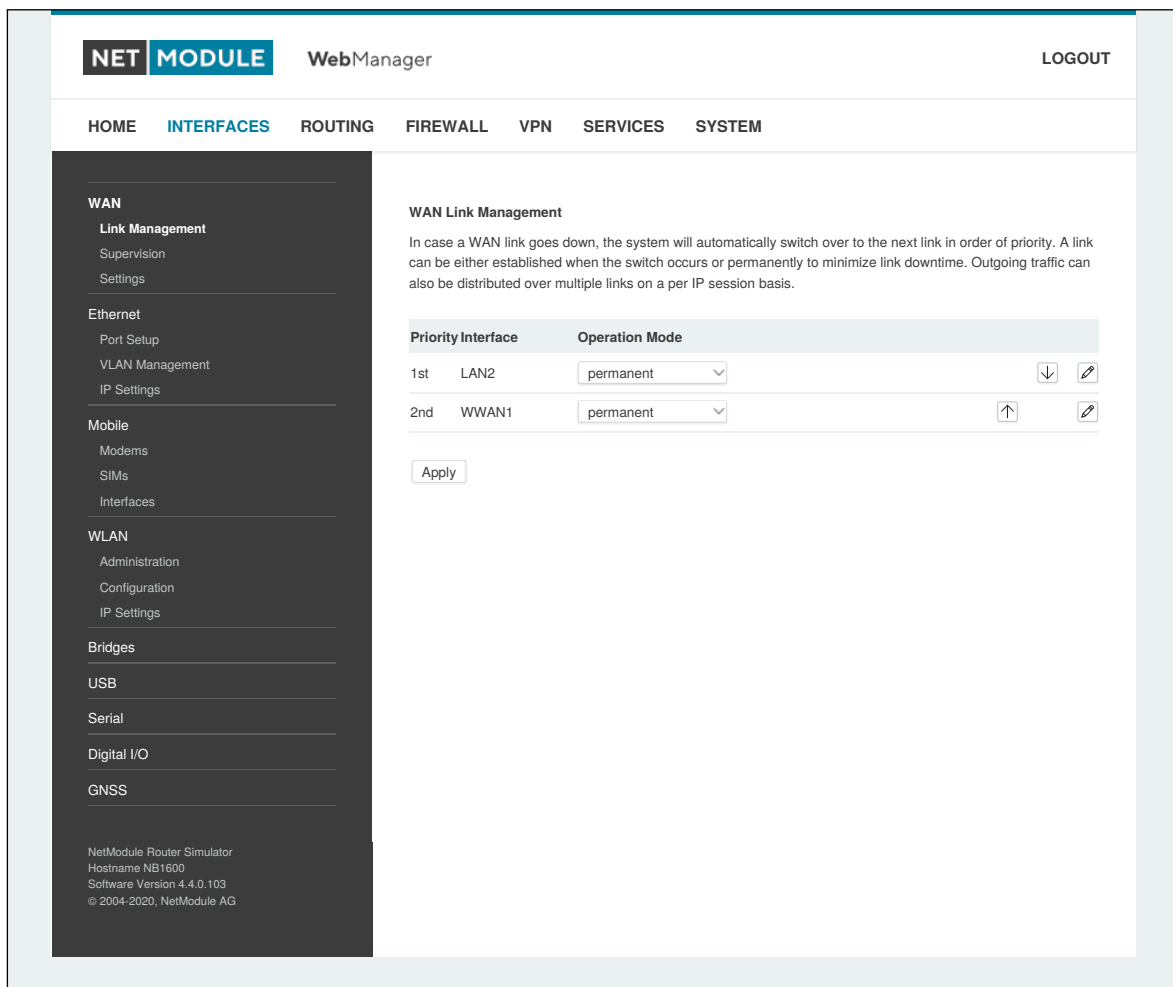 NET MODULE WebManager LOGOUT
HOME INTERFACES ROUTING FIREWALL VPN SERVICES SYSTEM
WAN
Link Management
Supervision
Settings
Ethernet
Port Setup
VLAN Management
IP Settings
Mobile
Modems
SIMs
Interfaces
WLAN
Administration
Configuration
IP Settings
Bridges
USB
Serial
Digital I/O
GNSS
NetModule Router Simulator
Hostname NB1600
Software Version 4.4.0.103
© 2004-2020, NetModule AG
WAN Link Management
In case a WAN link goes down, the system will automatically switch over to the next link in order of priority. A link
can be either established when the switch occurs or permanently to minimize link downtime. Outgoing traffic can
also be distributed over multiple links on a per IP session basis.
Priority Interface Operation Mode
1st LAN2 permanent
2nd WWAN1 permanent
Apply